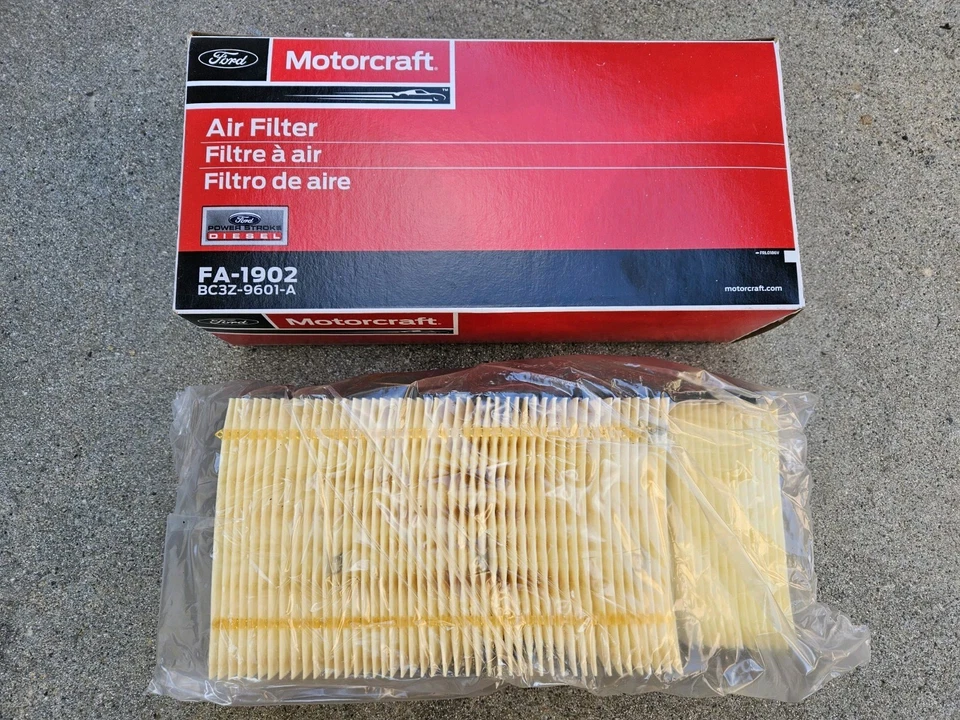 Ford
Motorcraft®
™
Air Filter
Filtre à air
Filtro de aire
Ford
POWER STROKE
DIESEL
FA-1902
BC3Z-9601-A
motorcraft.com
Ford
Motorcraft®